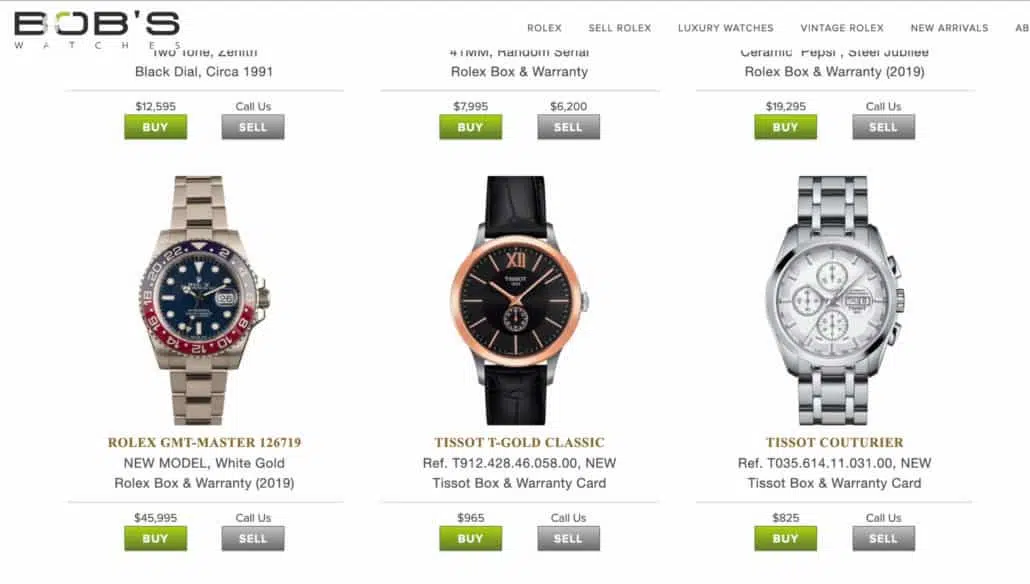 BOB'S
WATCHES
ROLEX SELL ROLEX LUXURY WATCHES VINTAGE ROLEX NEW ARRIVALS AB
Two Tone, Zenith 41MM, Random Serial Ceramic "Pepsi", Steel Jubilee
Black Dial, Circa 1991 Rolex Box & Warranty Rolex Box & Warranty (2019)
$12,595 Call Us $7,995 $6,200 $19,295 Call Us
BUY SELL BUY SELL BUY SELL
TISSOT
ROLEX GMT-MASTER 126719 TISSOT T-GOLD CLASSIC TISSOT COUTURIER
NEW MODEL, White Gold Ref. T912.428.46.058.00, NEW Ref. T035.614.11.031.00, NEW
Rolex Box & Warranty (2019) Tissot Box & Warranty Card Tissot Box & Warranty Card
$45,995 Call Us $965 Call Us $825 Call Us
BUY SELL BUY SELL BUY SELL